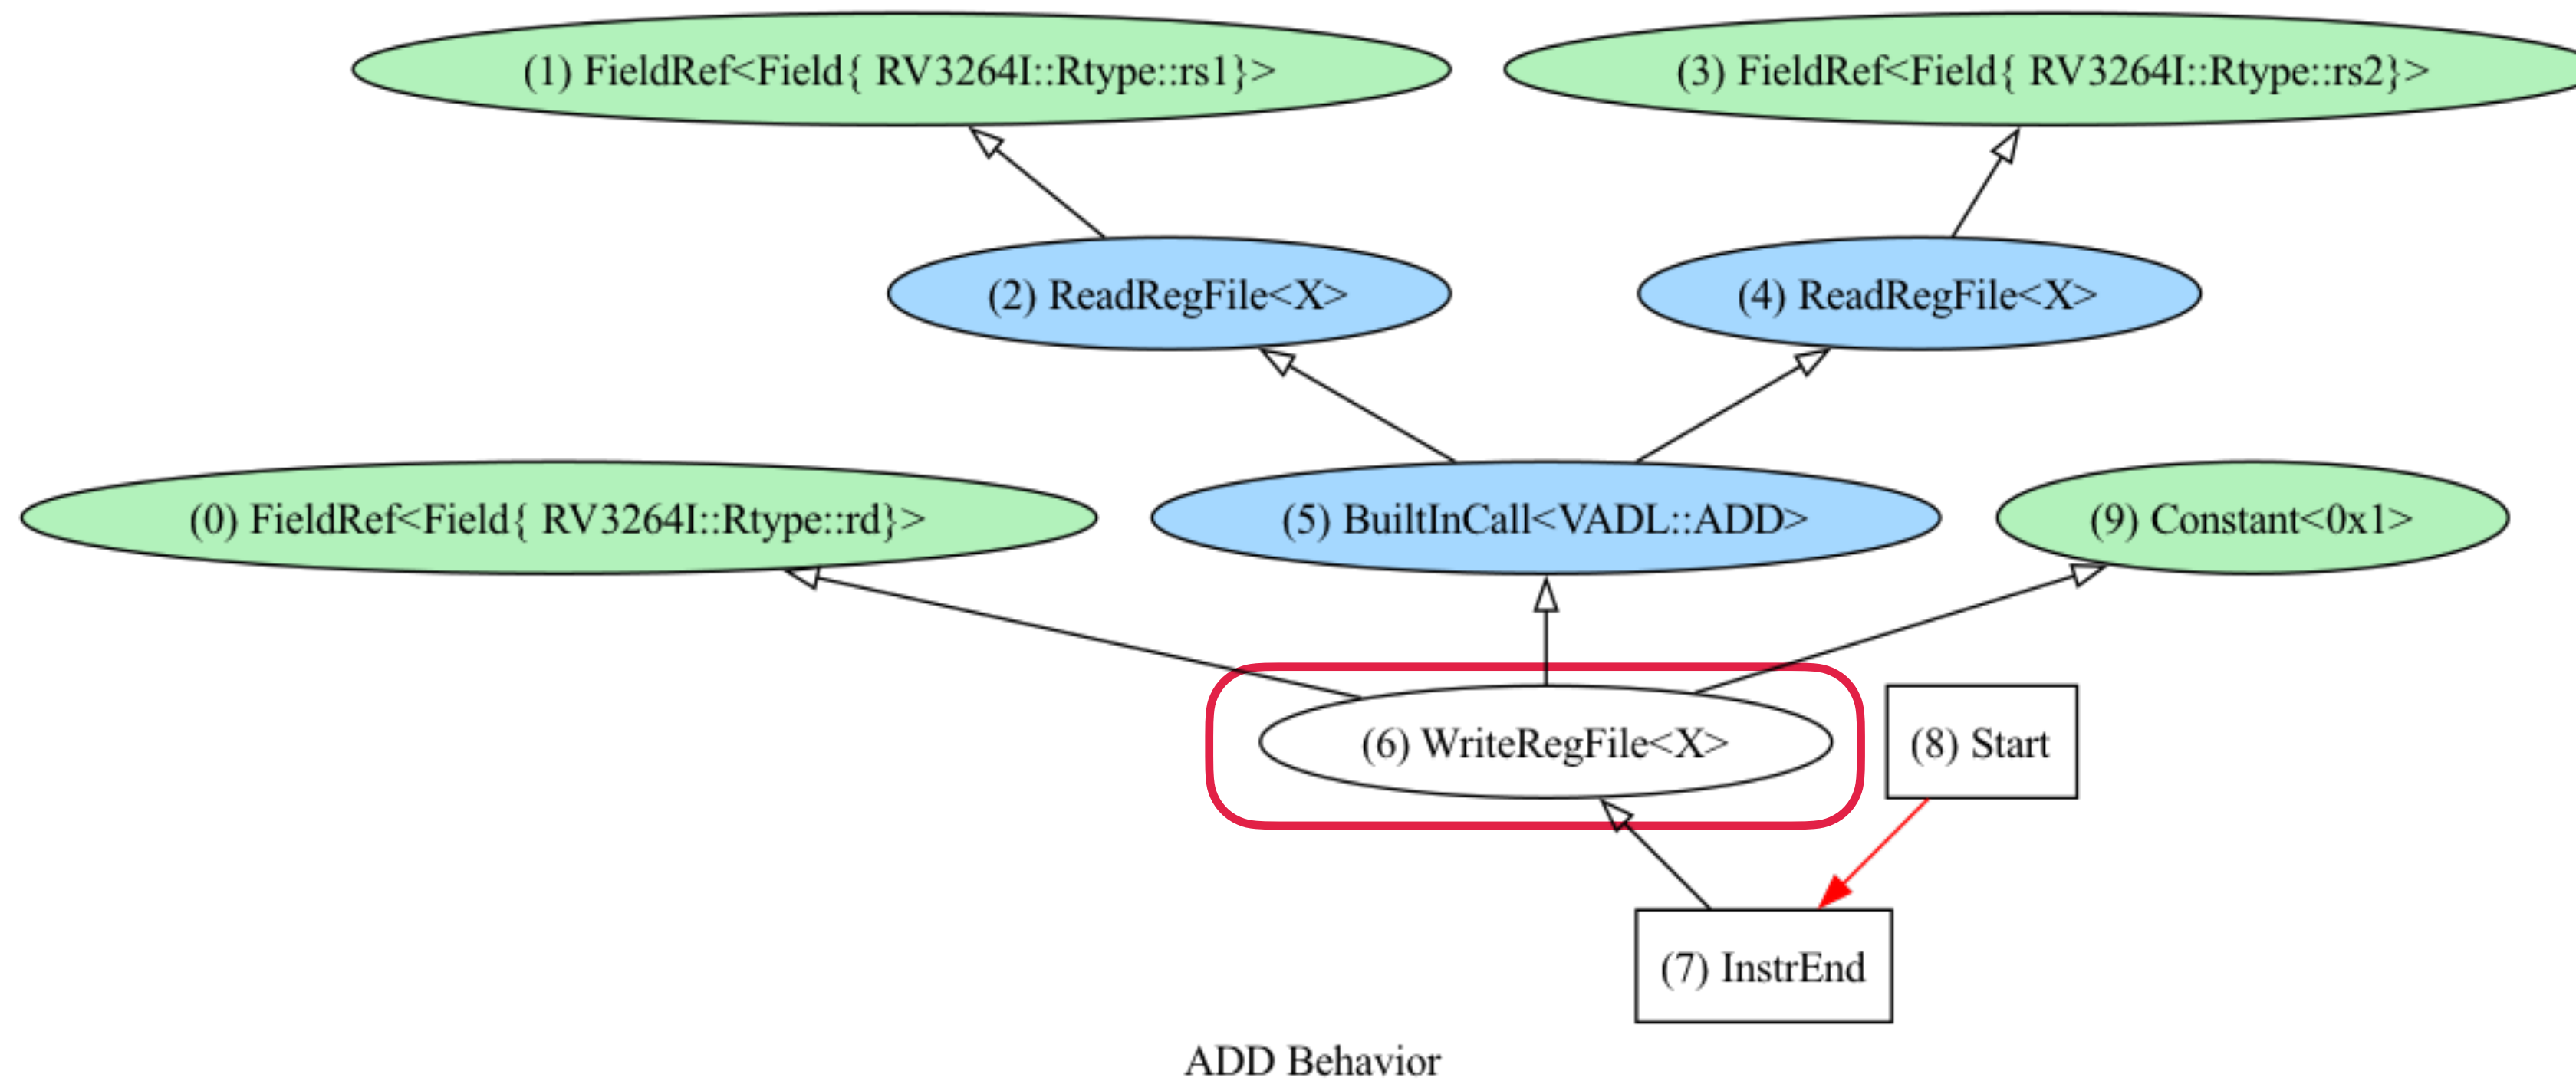 (1) FieldRef<Field{ RV3264I::Rtype::rs1}>
(3) FieldRef<Field{ RV3264I::Rtype::rs2}>
(2) ReadRegFile<X>
(4) ReadRegFile<X>
(0) FieldRef<Field{ RV3264I::Rtype::rd}>
(5) BuiltInCall<VADL::ADD>
(9) Constant<0x1>
(6) WriteRegFile<X>
(8) Start
(7) InstrEnd
ADD Behavior